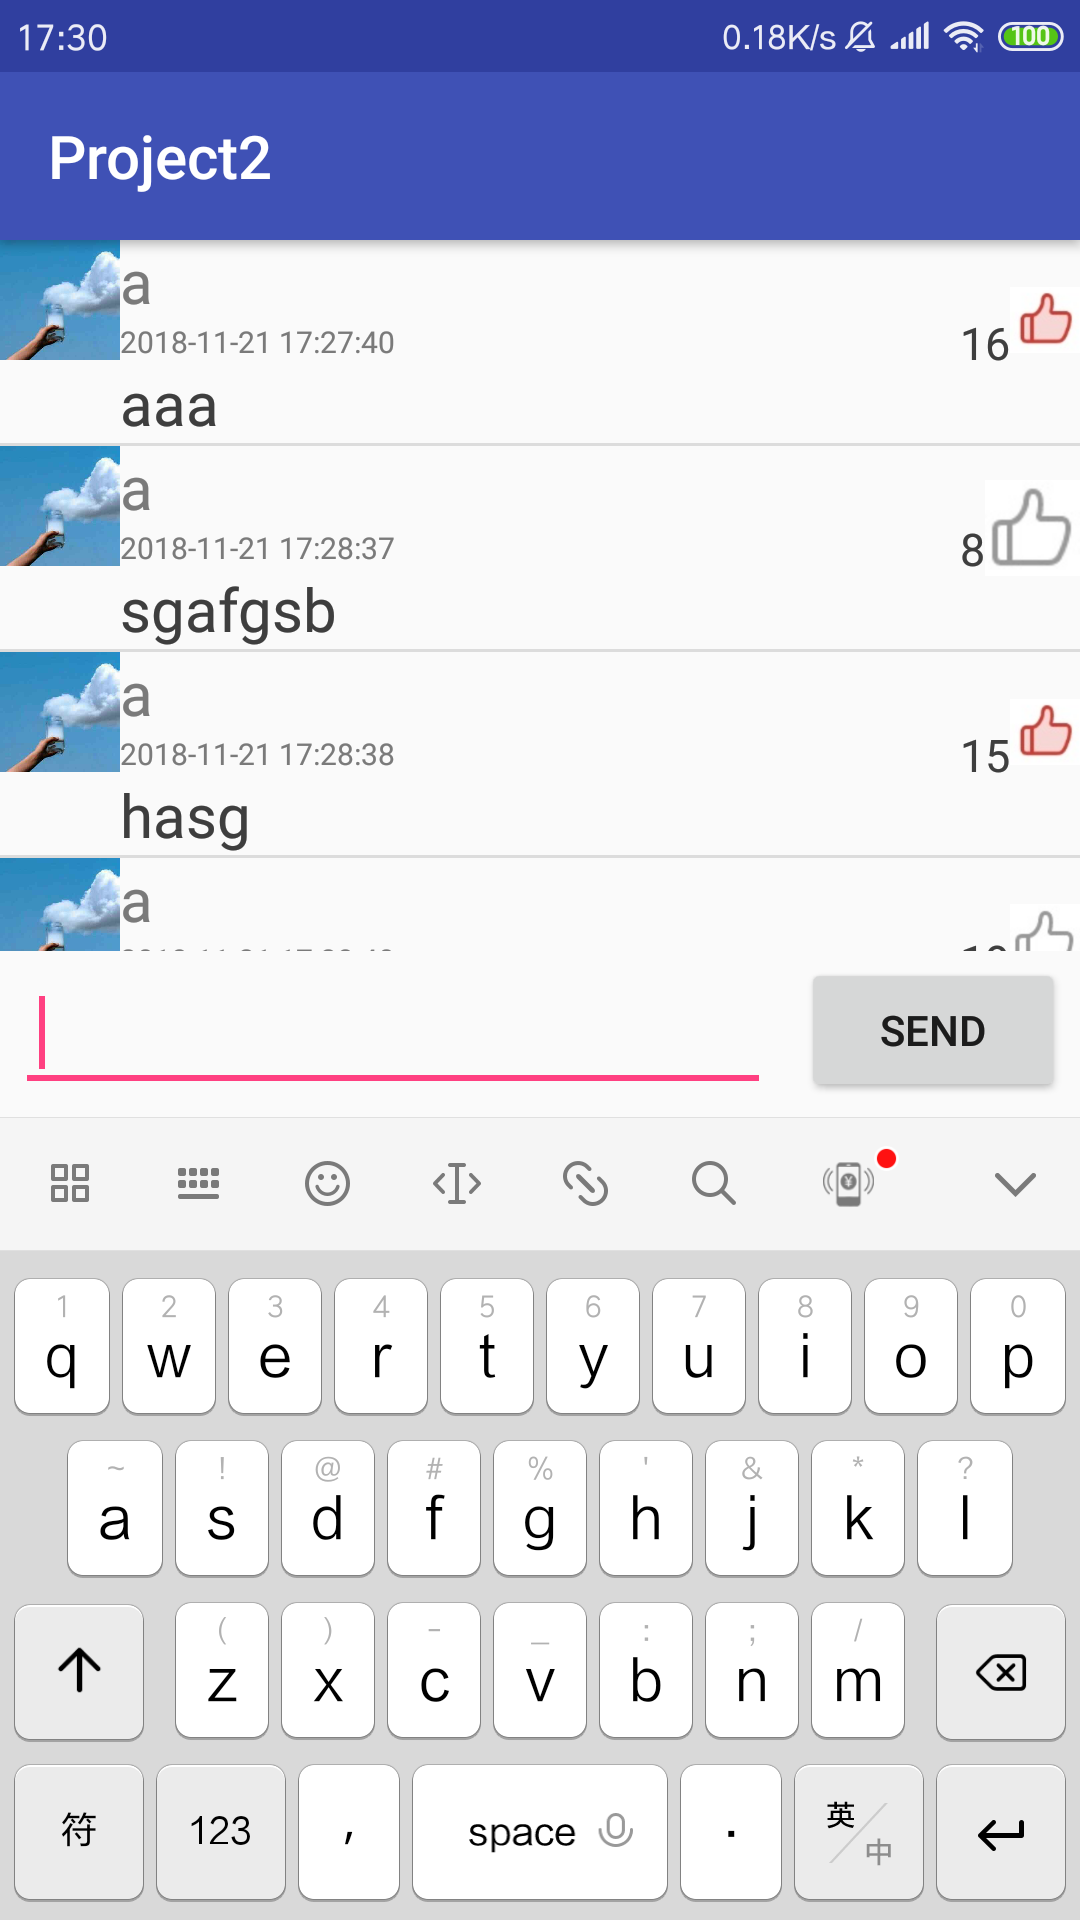 17:30 0.18K/s 100
Project2
a
2018-11-21 17:27:40
16
aaa
a
2018-11-21 17:28:37
8
sgafgsb
a
2018-11-21 17:28:38
15
hasg
a
SEND
1 2 3 4 5 6 7 8 9 0
q w e r t y u i o p
~ ! @ # % ' & * ?
a s d f g h j k l
( ) - _ : ; /
z x c v b n m
符 123 , space . 英/中